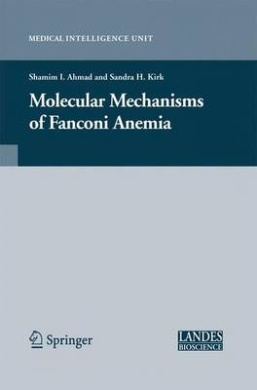 MEDICAL INTELLIGENCE UNIT
Shamim I. Ahmad and Sandra H. Kirk
Molecular Mechanisms
of Fanconi Anemia
Springer
LANDES
BIOSCIENCE